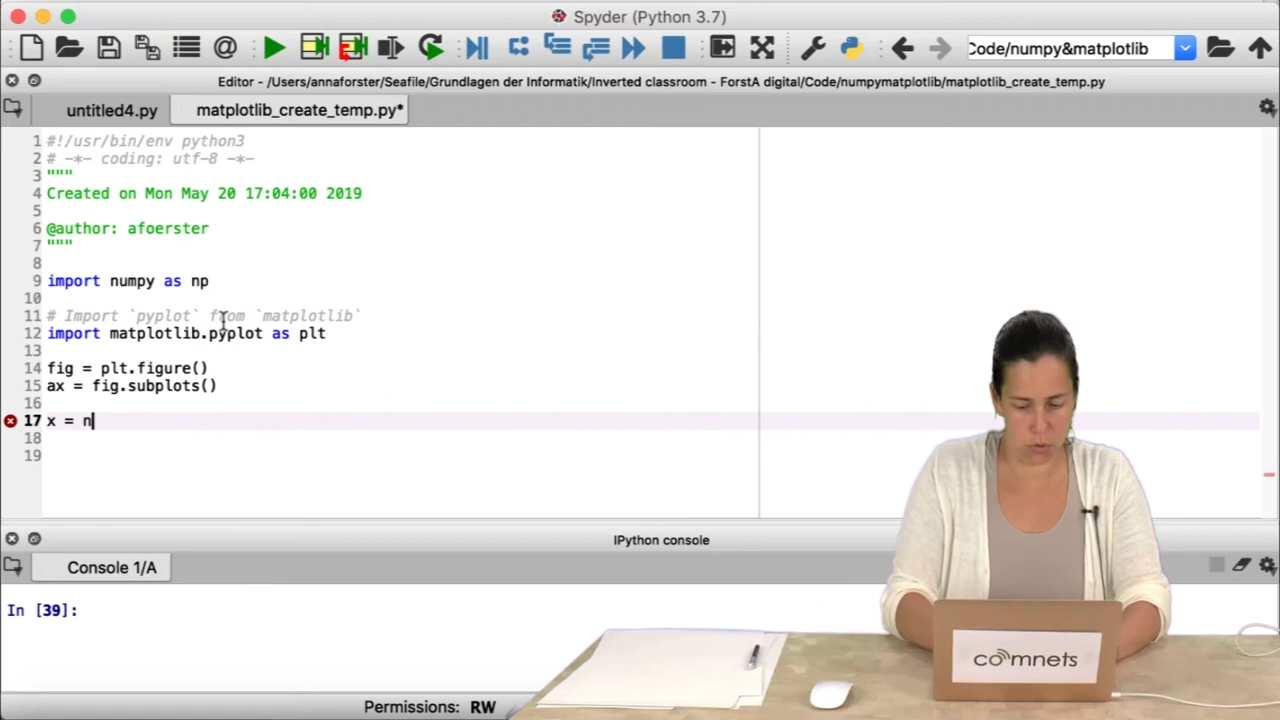 Spyder (Python 3.7)
Code/numpy&matplotlib
Editor - /Users/annaforster/Seafile/Grundlagen der Informatik/Inverted classroom - ForstA digital/Code/numpymatplotlib/matplotlib_create_temp.py
untitled4.py
matplotlib_create_temp.py*
1 #!/usr/bin/env python3
2 # -*- coding: utf-8 -*-
3 """
4 Created on Mon May 20 17:04:00 2019
5
6 @author: afoerster
7 """
8
9 import numpy as np
10
11 # Import `pyplot` from `matplotlib`
12 import matplotlib.pyplot as plt
13
14 fig = plt.figure()
15 ax = fig.subplots()
16
17 x = n
18
19
IPython console
Console 1/A
In [39]:
comnets
Permissions: RW